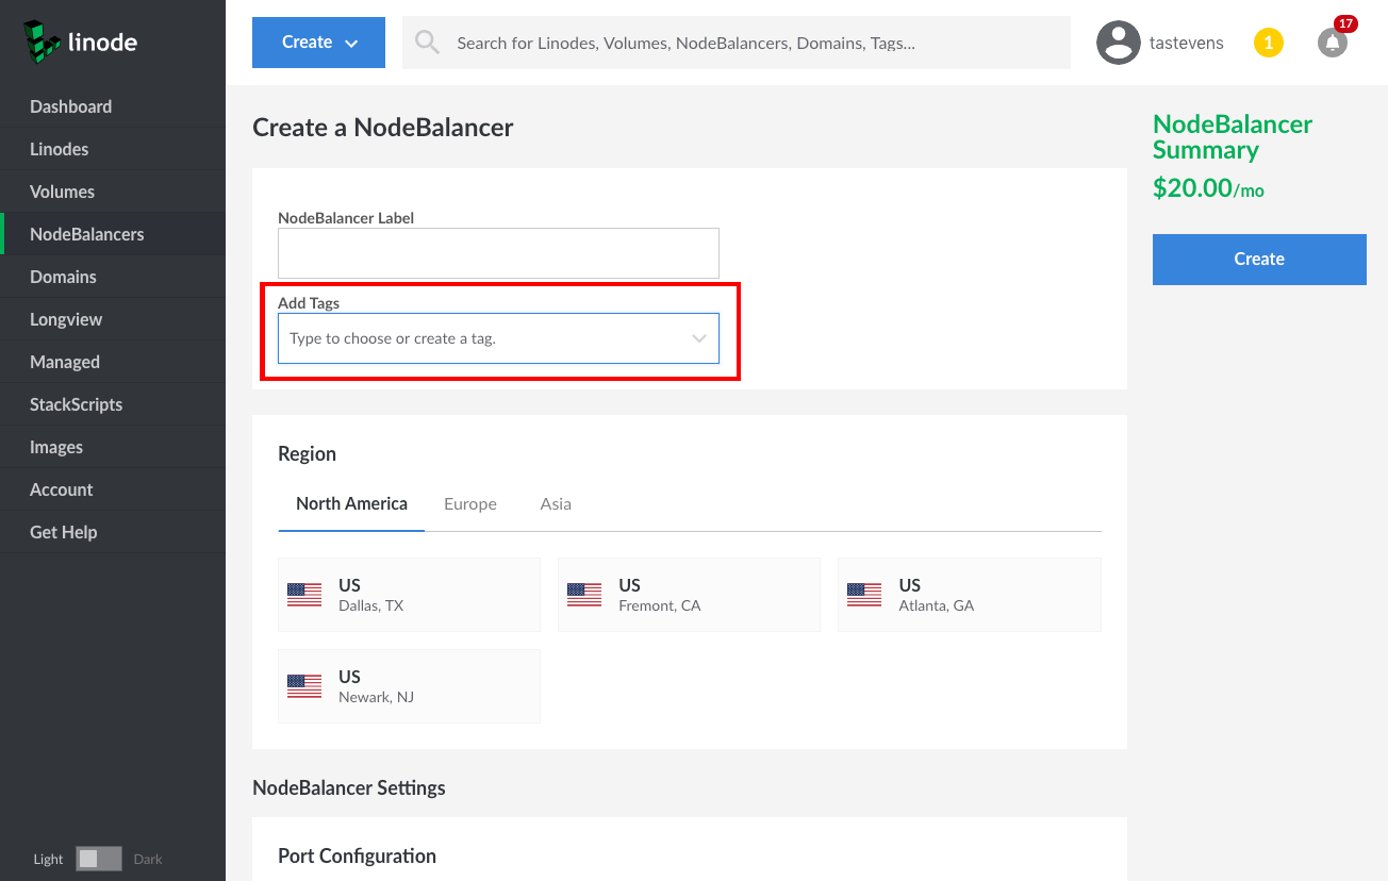 linode
Create
Search for Linodes, Volumes, NodeBalancers, Domains, Tags...
tastevens
1
17
Dashboard
Linodes
Volumes
NodeBalancers
Domains
Longview
Managed
StackScripts
Images
Account
Get Help
Light
Dark
Create a NodeBalancer
NodeBalancer Label
Add Tags
Type to choose or create a tag.
Region
North America
Europe
Asia
US
Dallas, TX
US
Fremont, CA
US
Atlanta, GA
US
Newark, NJ
NodeBalancer Settings
Port Configuration
NodeBalancer
Summary
$20.00/mo
Create